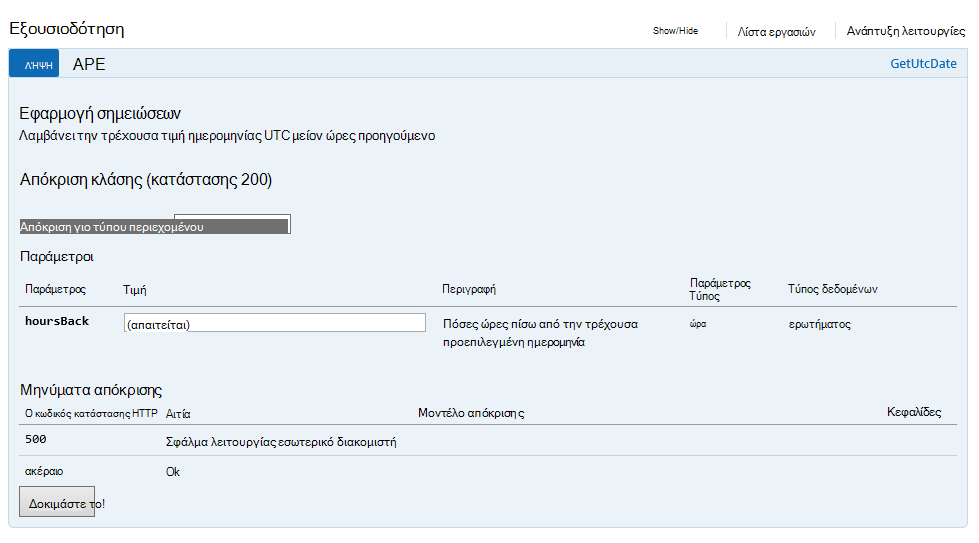 Εξουσιοδότηση
Show/Hide
Λίστα εργασιών
Ανάπτυξη λειτουργίες
ΛΉΨΗ
APE
GetUtcDate
Εφαρμογή σημειώσεων
Λαμβάνει την τρέχουσα τιμή ημερομηνίας UTC μείον ώρες προηγούμενο
Απόκριση κλάσης (κατάστασης 200)
Απόκριση γιο τύπου περιεχομένου
Παράμετροι
Παράμετρος
Τιμή
Περιγραφή
Παράμετρος
Τύπος
Τύπος δεδομένων
hoursBack
(απαιτείται)
Πόσες ώρες πίσω από την τρέχουσα
προεπιλεγμένη ημερομηνία
ώρα
ερωτήματος
Μηνύματα απόκρισης
Ο κωδικός κατάστασης HTTP
Αιτία
Μοντέλο απόκρισης
Κεφαλίδες
500
Σφάλμα λειτουργίας εσωτερικό διακομιστή
ακέραιο
Ok
Δοκιμάστε το!